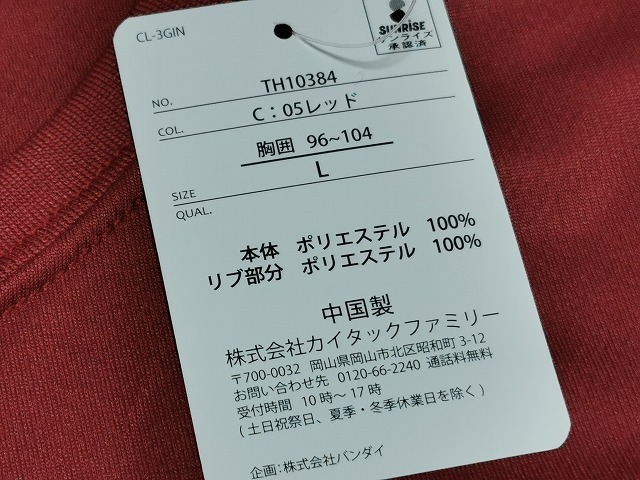 CL-3GIN
SUNRISE
サンライズ
承認済
NO. TH10384
COL. C：05レッド
胸囲 96~104
SIZE L
QUAL.
本体 ポリエステル 100%
リブ部分 ポリエステル 100%
中国製
株式会社カイタックファミリー
〒700-0032 岡山県岡山市北区昭和町 3-12
お問い合わせ先 0120-66-2240 通話料無料
受付時間 10時〜17時
(土日祝祭日、夏季・冬季休業日を除く)
企画：株式会社バンダイ